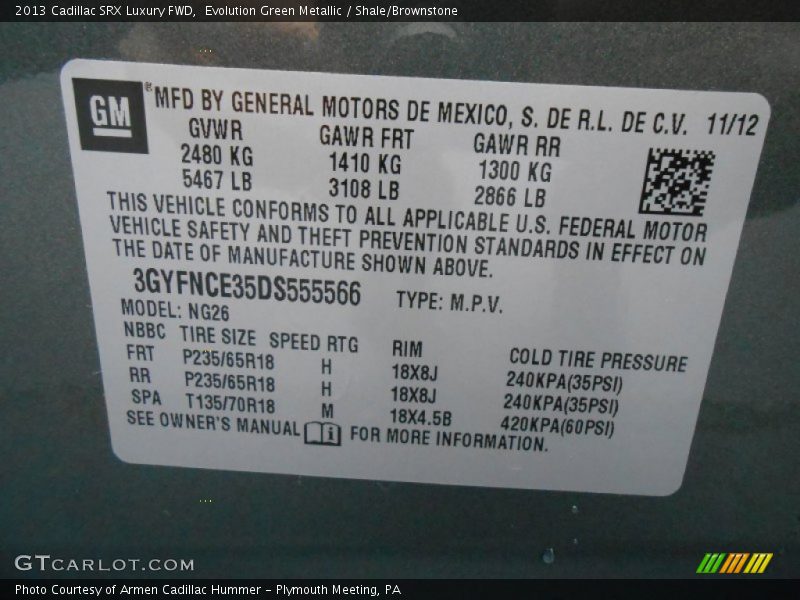 2013 Cadillac SRX Luxury FWD,  Evolution Green Metallic / Shale/Brownstone
GM ® MFD BY GENERAL MOTORS DE MEXICO, S. DE R.L. DE C.V. 11/12
GVWR GAWR FRT GAWR RR
2480 KG 1410 KG 1300 KG
5467 LB 3108 LB 2866 LB
THIS VEHICLE CONFORMS TO ALL APPLICABLE U.S. FEDERAL MOTOR
VEHICLE SAFETY AND THEFT PREVENTION STANDARDS IN EFFECT ON
THE DATE OF MANUFACTURE SHOWN ABOVE.
3GYFNCE35DS555566 TYPE: M.P.V.
MODEL: NG26
NBBC TIRE SIZE SPEED RTG RIM COLD TIRE PRESSURE
FRT P235/65R18 H 18X8J 240KPA(35PSI)
RR P235/65R18 H 18X8J 240KPA(35PSI)
SPA T135/70R18 M 18X4.5B 420KPA(60PSI)
SEE OWNER'S MANUAL i FOR MORE INFORMATION.
GTCARLOT.COM
Photo Courtesy of Armen Cadillac Hummer - Plymouth Meeting, PA